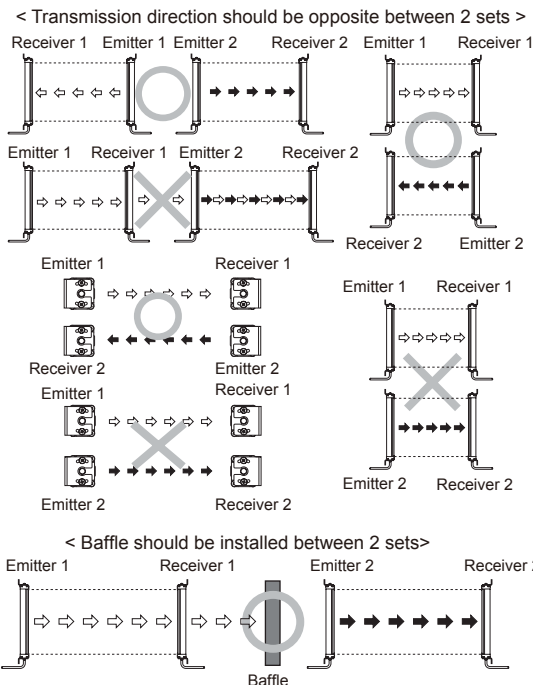 < Transmission direction should be opposite between 2 sets >
Receiver 1 Emitter 1 Emitter 2 Receiver 2 Emitter 1 Receiver 1
Emitter 1 Receiver 1 Emitter 2 Receiver 2
Receiver 2 Emitter 2
Emitter 1 Receiver 1
Receiver 2 Emitter 2
Emitter 1 Receiver 1
Emitter 2 Receiver 2
Emitter 1 Receiver 1
Emitter 2 Receiver 2
< Baffle should be installed between 2 sets>
Emitter 1 Receiver 1 Emitter 2 Receiver 2
Baffle